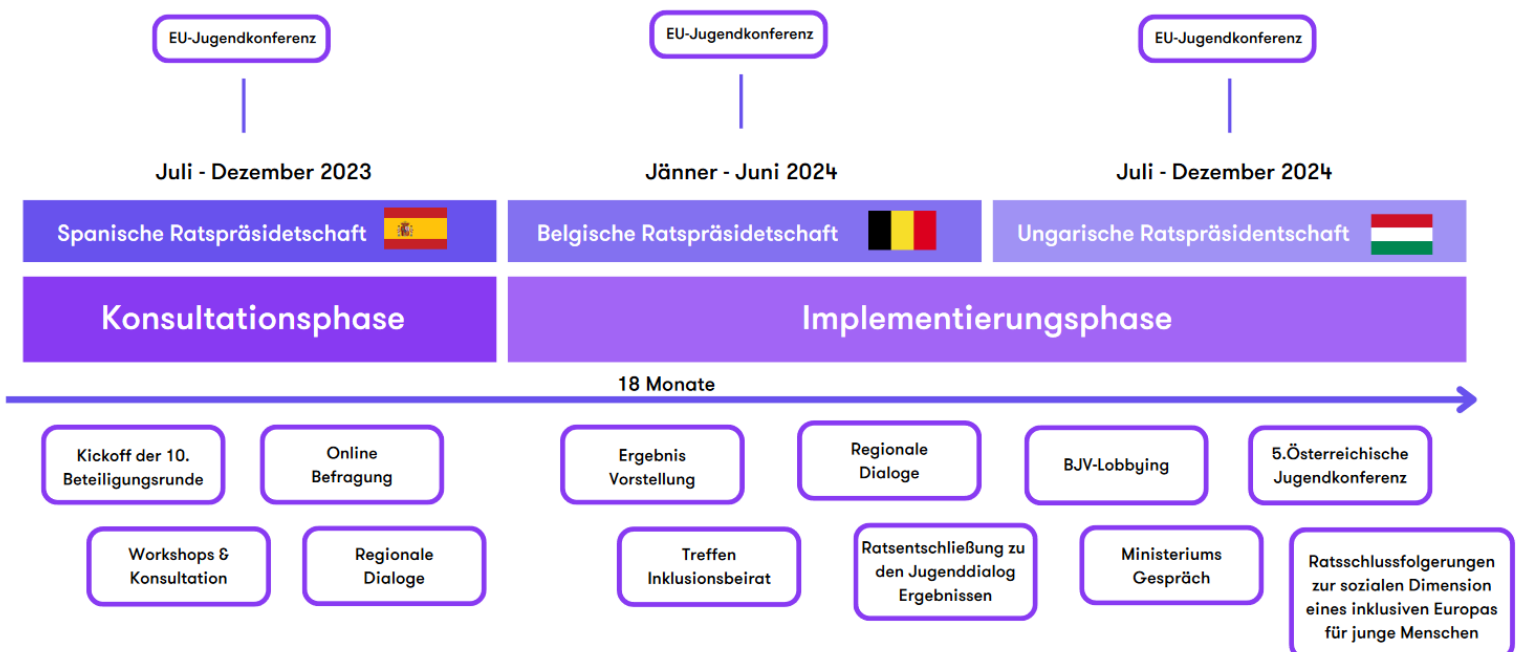 EU-Jugendkonferenz
EU-Jugendkonferenz
EU-Jugendkonferenz
Juli - Dezember 2023
Jänner - Juni 2024
Juli - Dezember 2024
Spanische Ratspräsidetschaft
Belgische Ratspräsidetschaft
Ungarische Ratspräsidentschaft
Konsultationsphase
Implementierungsphase
18 Monate
Kickoff der 10.
Beteiligungsrunde
Online
Befragung
Ergebnis
Vorstellung
Regionale
Dialoge
BJV-Lobbying
5.Österreichische
Jugendkonferenz
Workshops &
Konsultation
Regionale
Dialoge
Treffen
Inklusionsbeirat
Ratsentschließung zu
den Jugenddialog
Ergebnissen
Ministeriums
Gespräch
Ratsschlussfolgerungen
zur sozialen Dimension
eines inklusiven Europas
für junge Menschen